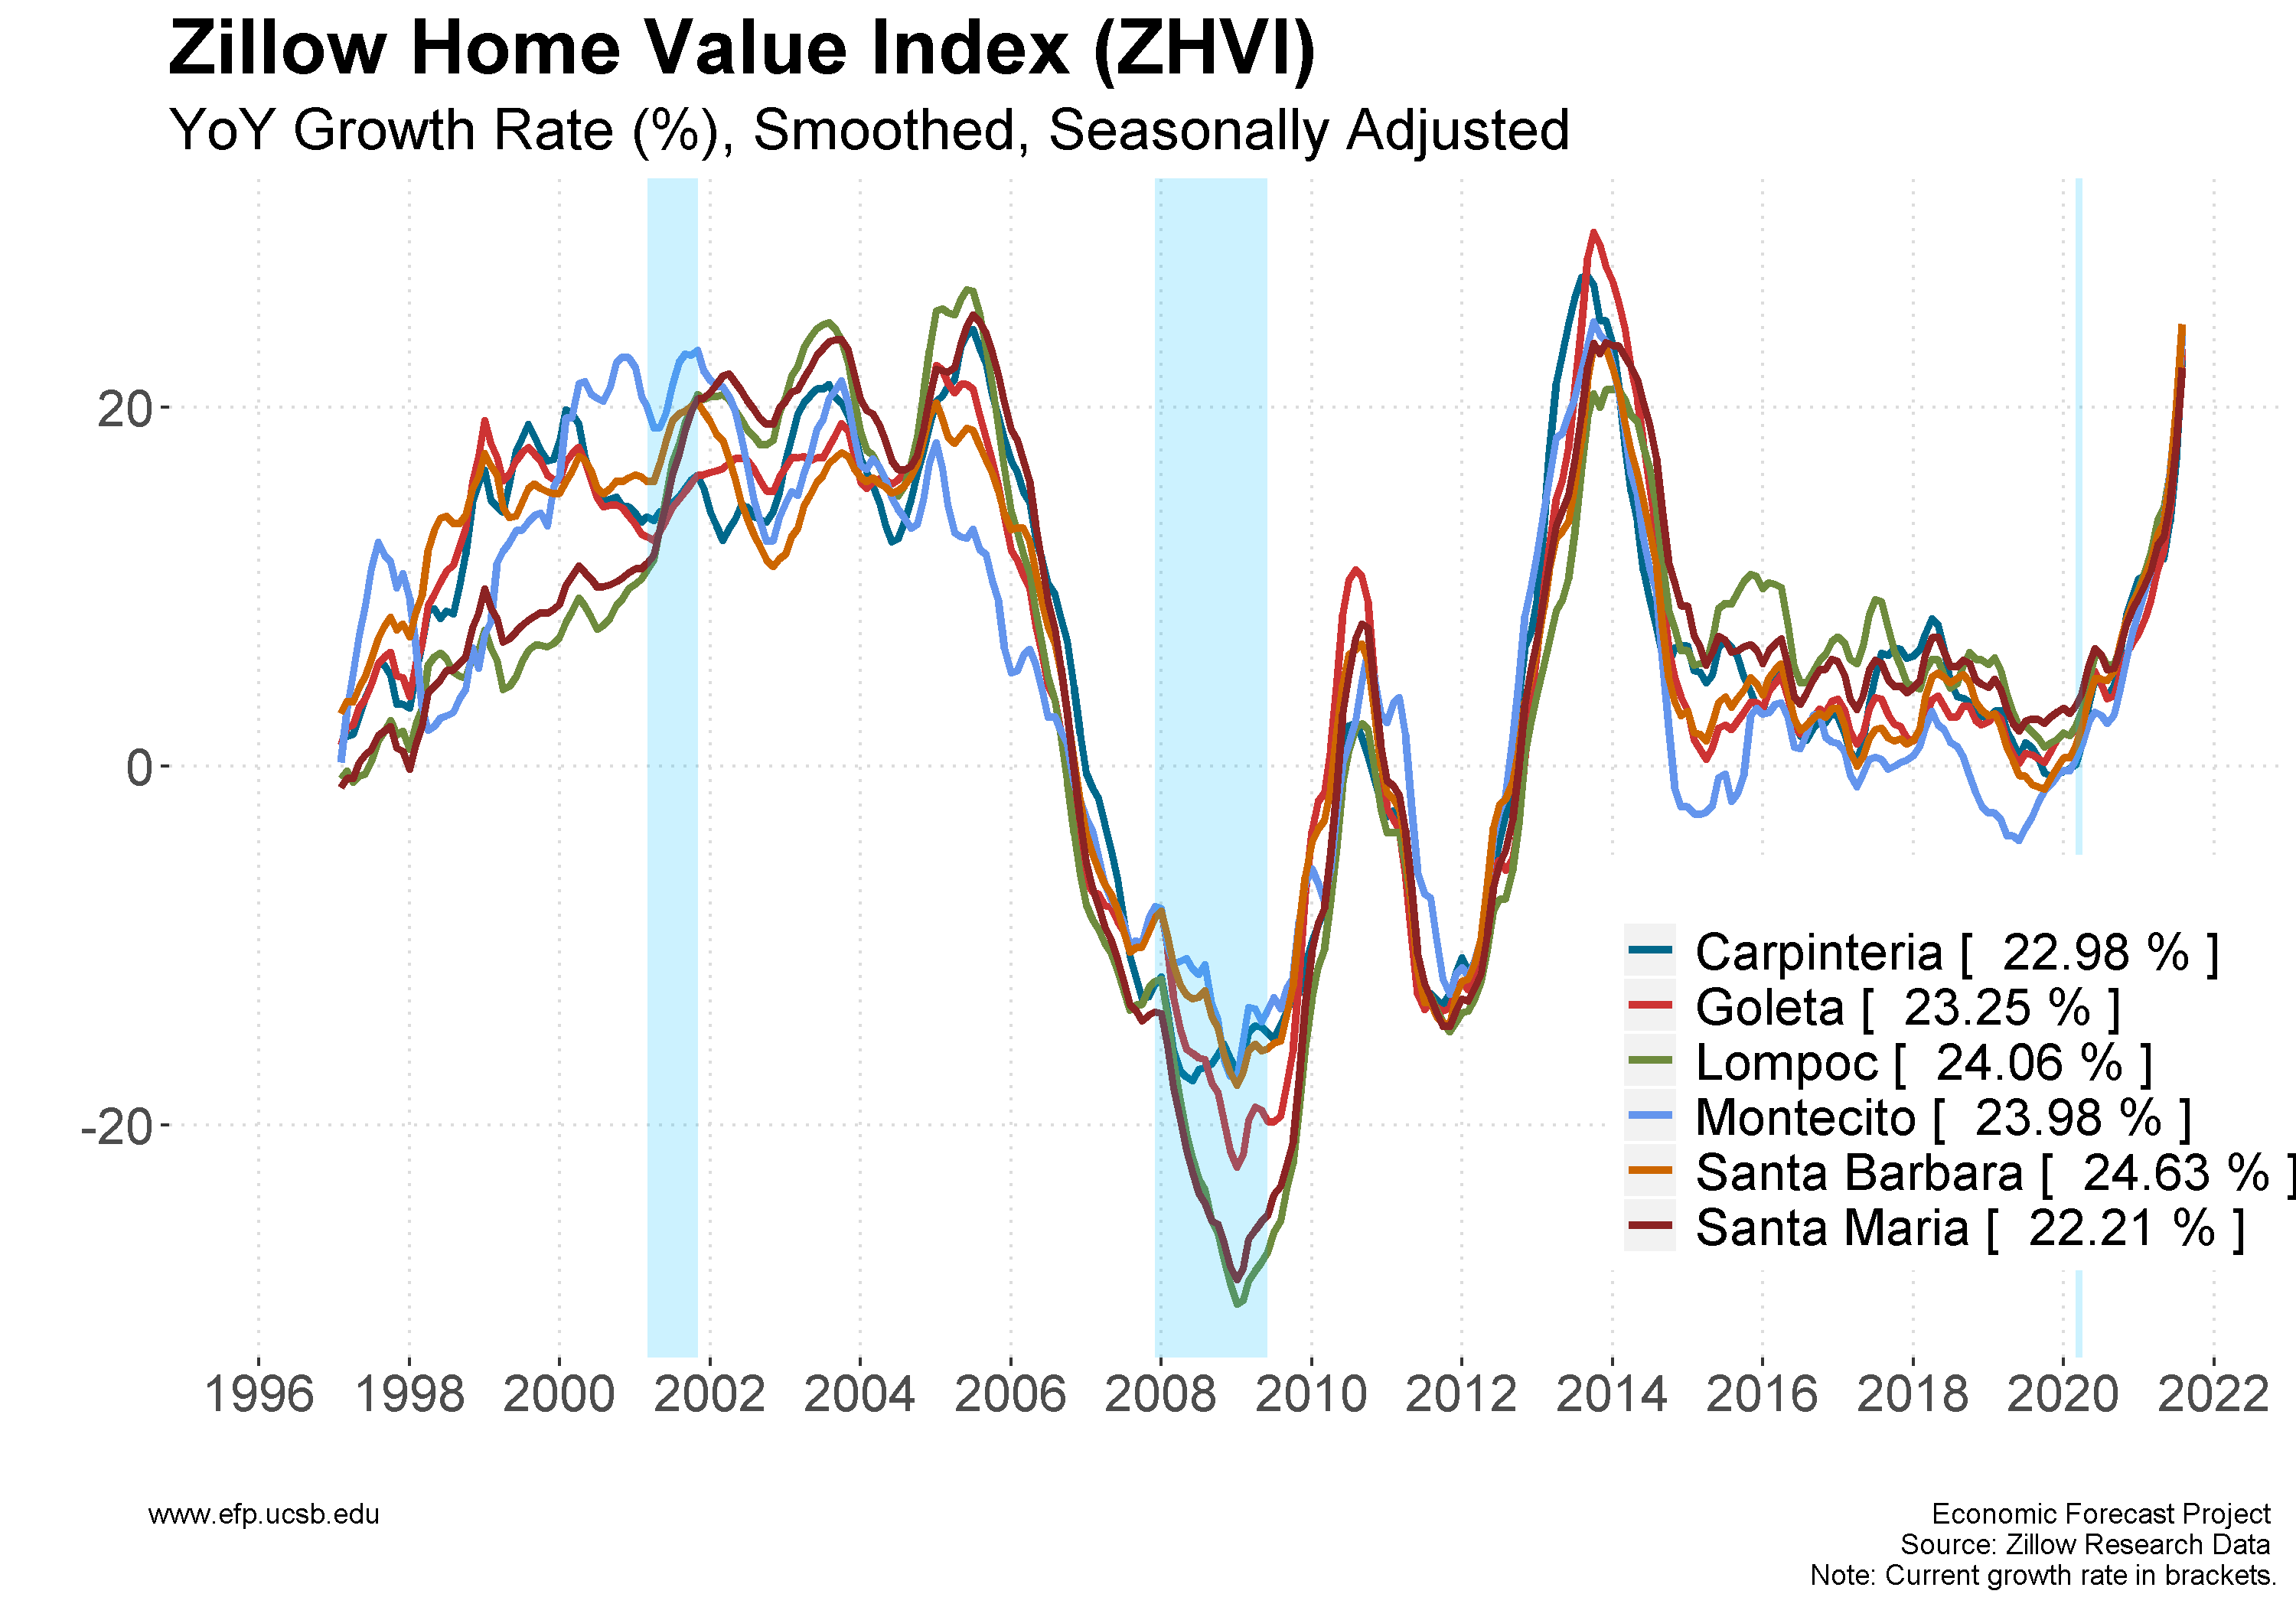 Zillow Home Value Index (ZHVI)
YoY Growth Rate (%), Smoothed, Seasonally Adjusted
20
0
-20
Carpinteria [  22.98 % ]
Goleta [  23.25 % ]
Lompoc [  24.06 % ]
Montecito [  23.98 % ]
Santa Barbara [  24.63 % ]
Santa Maria [  22.21 % ]
1996 1998 2000 2002 2004 2006 2008 2010 2012 2014 2016 2018 2020 2022
www.efp.ucsb.edu
Economic Forecast Project
Source: Zillow Research Data
Note: Current growth rate in brackets.